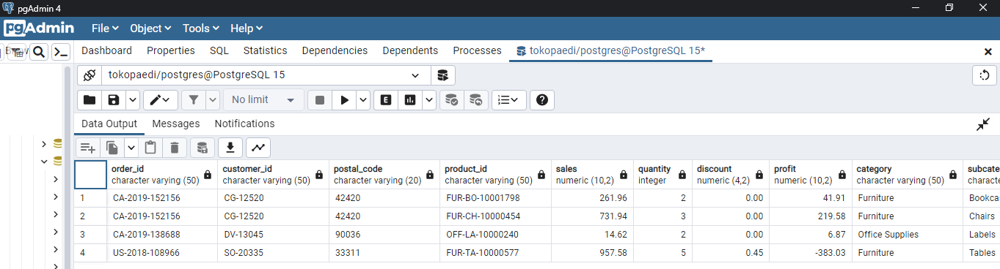 pgAdmin 4
pgAdmin File Object Tools Help
Dashboard Properties SQL Statistics Dependencies Dependents Processes tokopaedi/postgres@PostgreSQL 15*
tokopaedi/postgres@PostgreSQL 15
No limit E
Data Output Messages Notifications
order_id customer_id postal_code product_id sales quantity discount profit category subcate
character varying (50) character varying (50) character varying (20) character varying (50) numeric (10,2) integer numeric (4,2) numeric (10,2) character varying (50) characte
1 CA-2019-152156 CG-12520 42420 FUR-BO-10001798 261.96 2 0.00 41.91 Furniture Bookca
2 CA-2019-152156 CG-12520 42420 FUR-CH-10000454 731.94 3 0.00 219.58 Furniture Chairs
3 CA-2019-138688 DV-13045 90036 OFF-LA-10000240 14.62 2 0.00 6.87 Office Supplies Labels
4 US-2018-108966 SO-20335 33311 FUR-TA-10000577 957.58 5 0.45 -383.03 Furniture Tables